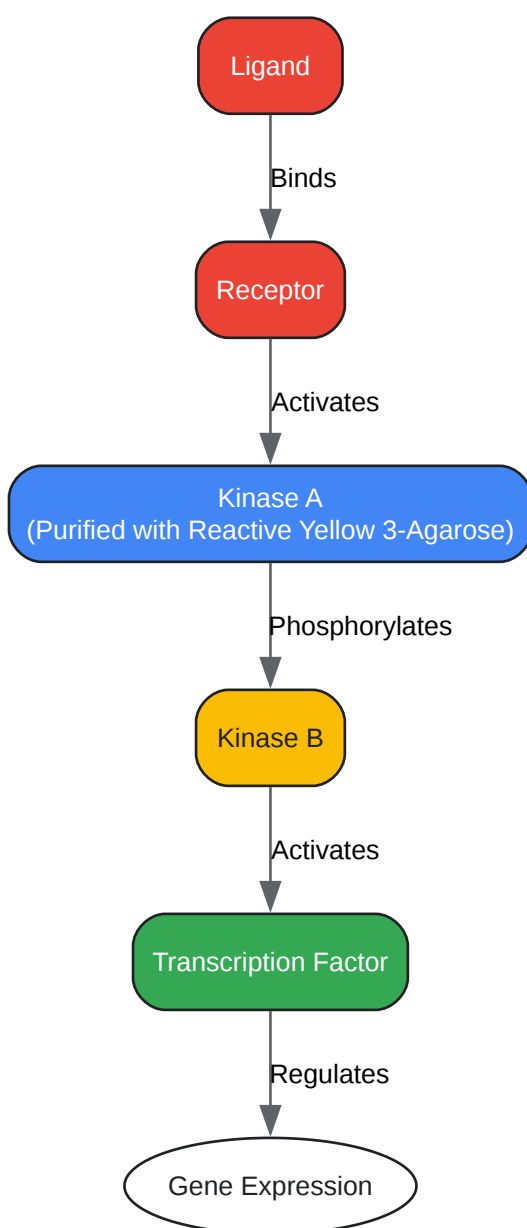 Ligand
Binds
Receptor
Activates
Kinase A
(Purified with Reactive Yellow 3-Agarose)
Phosphorylates
Kinase B
Activates
Transcription Factor
Regulates
Gene Expression